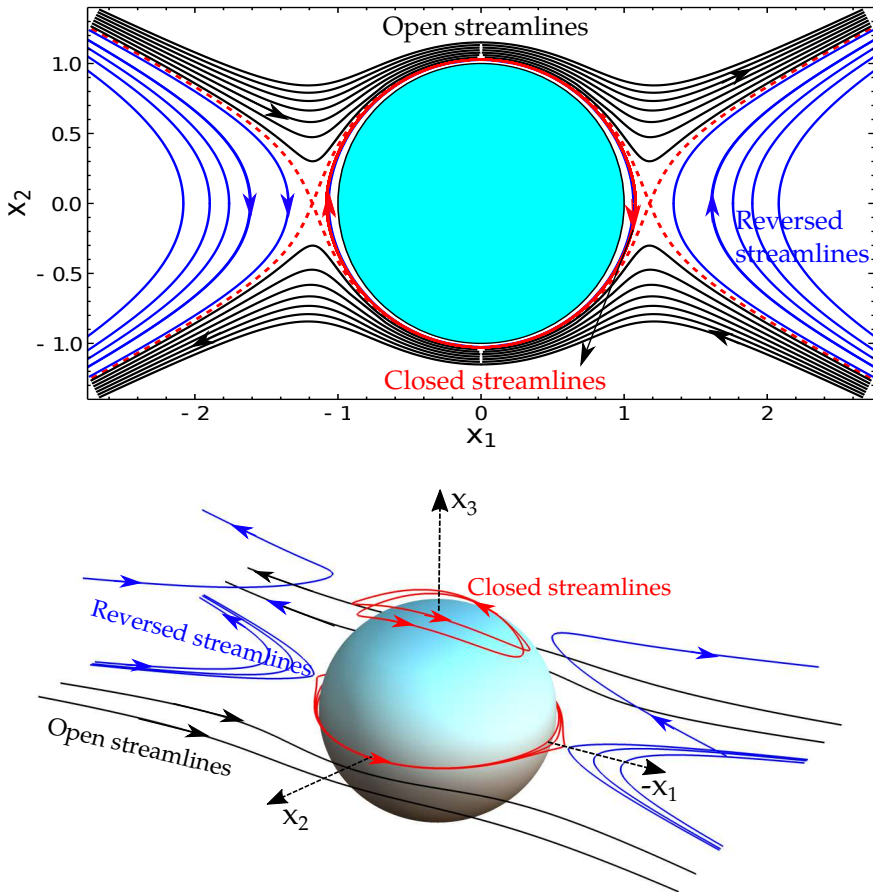 Open streamlines
1.0
0.5
0.0
- 0.5
- 1.0
x2
Reversed
streamlines
Closed streamlines
- 2
- 1
0
1
2
x1
x3
Closed streamlines
Reversed streamlines
Open streamlines
x2
-x1